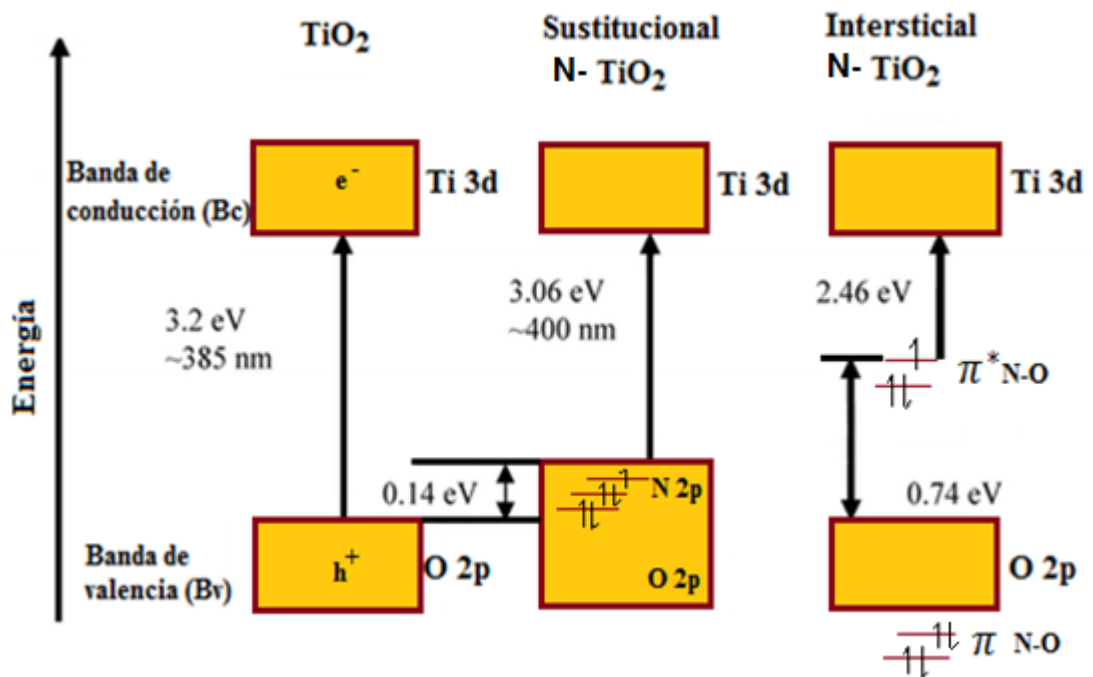 TiO2
Sustitucional
N- TiO2
Intersticial
N- TiO2
Energía
Banda de
conducción (Bc)
e-
Ti 3d
Ti 3d
Ti 3d
3.2 eV
~385 nm
3.06 eV
~400 nm
2.46 eV
π* N-O
0.14 eV
N 2p
0.74 eV
Banda de
valencia (Bv)
h+
O 2p
O 2p
O 2p
π N-O